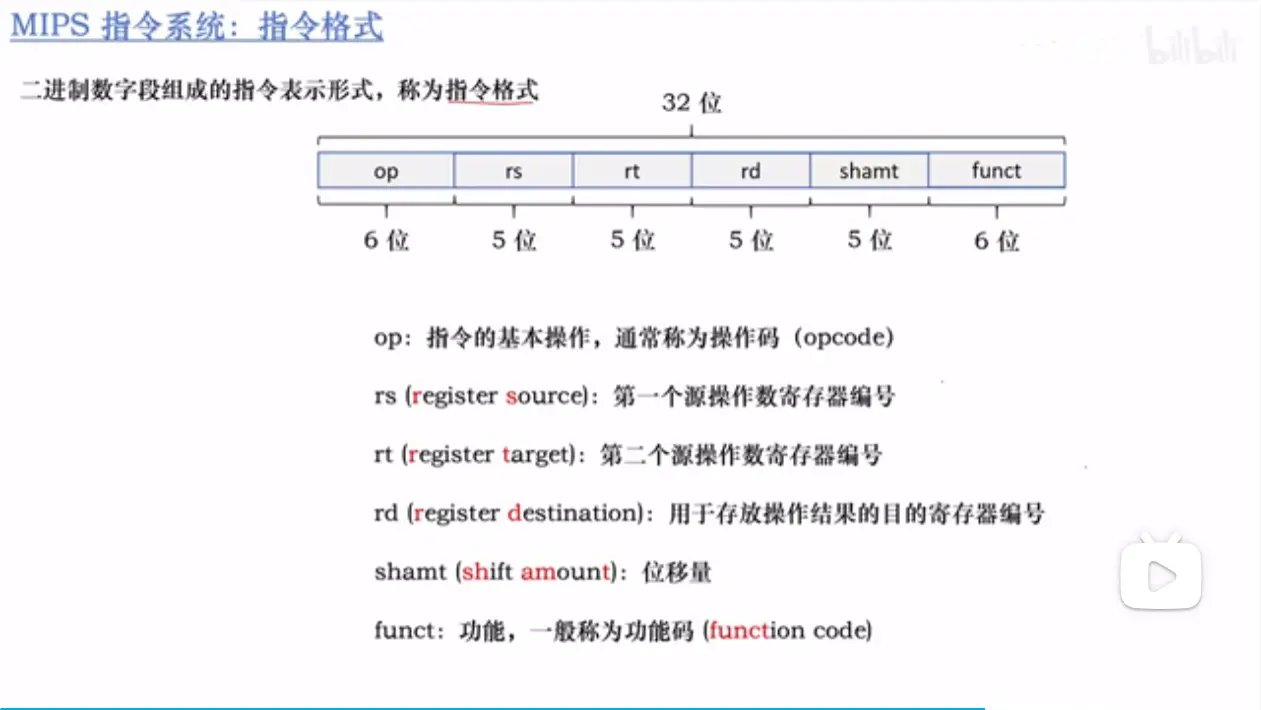 MIPS 指令系统：指令格式
bilibili
二进制数字段组成的指令表示形式，称为指令格式
32 位
op rs rt rd shamt funct
6 位 5 位 5 位 5 位 5 位 6 位
op：指令的基本操作，通常称为操作码（opcode）
rs (register source)：第一个源操作数寄存器编号
rt (register target)：第二个源操作数寄存器编号
rd (register destination)：用于存放操作结果的目的寄存器编号
shamt (shift amount)：位移量
funct：功能，一般称为功能码 (function code)